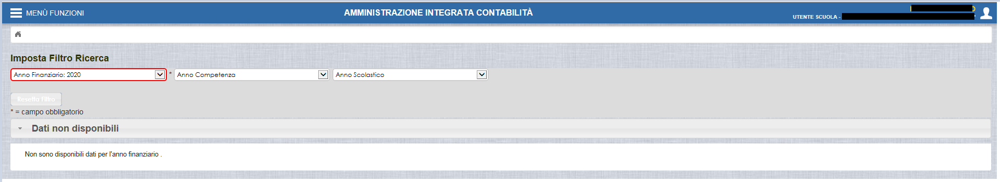 MENÙ FUNZIONI
AMMINISTRAZIONE INTEGRATA CONTABILITÀ
UTENTE SCUOLA -
Imposta Filtro Ricerca
Anno Finanziario: 2020 * Anno Competenza Anno Scolastico
Resetta Filtro
* = campo obbligatorio
Dati non disponibili
Non sono disponibili dati per l'anno finanziario .